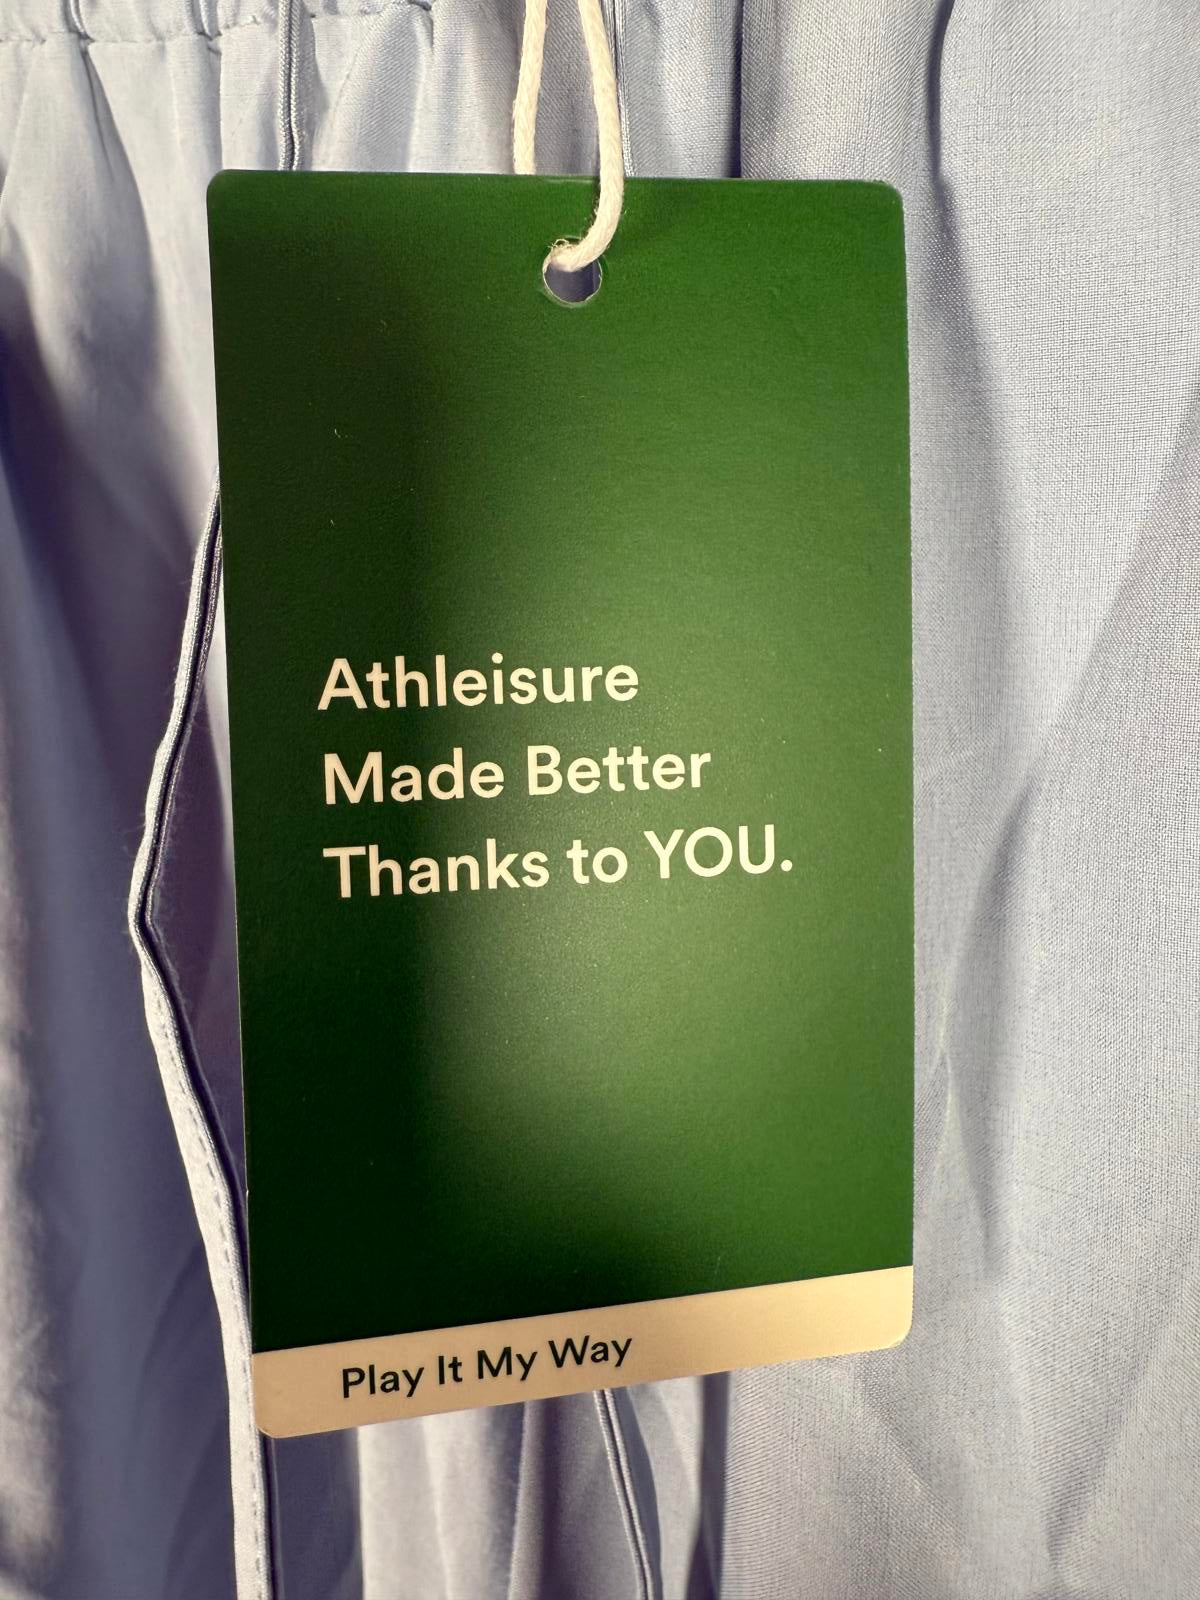 Athleisure
Made Better
Thanks to YOU.
Play It My Way